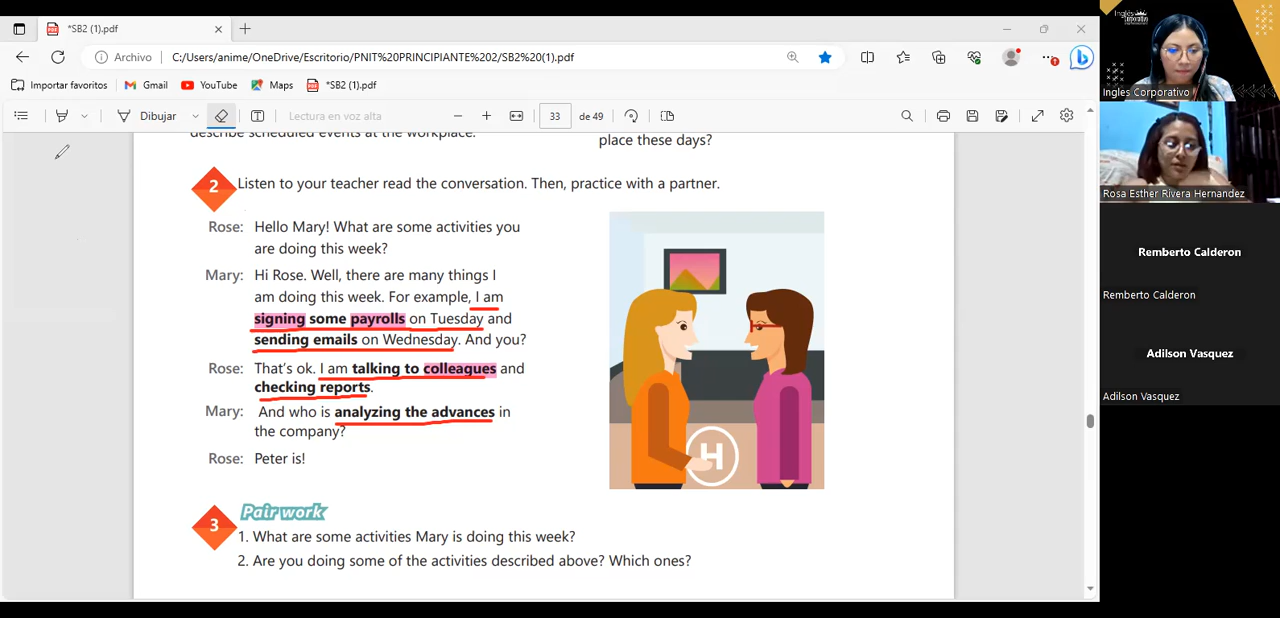 *SB2 (1).pdf
Archivo C:/Users/anime/OneDrive/Escritorio/PNIT%20PRINCIPIANTE%202/SB2%20(1).pdf
Importar favoritos Gmail YouTube Maps *SB2 (1).pdf
Dibujar Lectura en voz alta 33 de 49
describe scheduled events at the workplace.
place these days?
2 Listen to your teacher read the conversation. Then, practice with a partner.
Rose: Hello Mary! What are some activities you
are doing this week?
Mary: Hi Rose. Well, there are many things I
am doing this week. For example, I am
signing some payrolls on Tuesday and
sending emails on Wednesday. And you?
Rose: That's ok. I am talking to colleagues and
checking reports.
Mary: And who is analyzing the advances in
the company?
Rose: Peter is!
H
3 Pair work
1. What are some activities Mary is doing this week?
2. Are you doing some of the activities described above? Which ones?
Inglés
Corporativo
Ingles Corporativo
Rosa Esther Rivera Hernandez
Remberto Calderon
Remberto Calderon
Adilson Vasquez
Adilson Vasquez